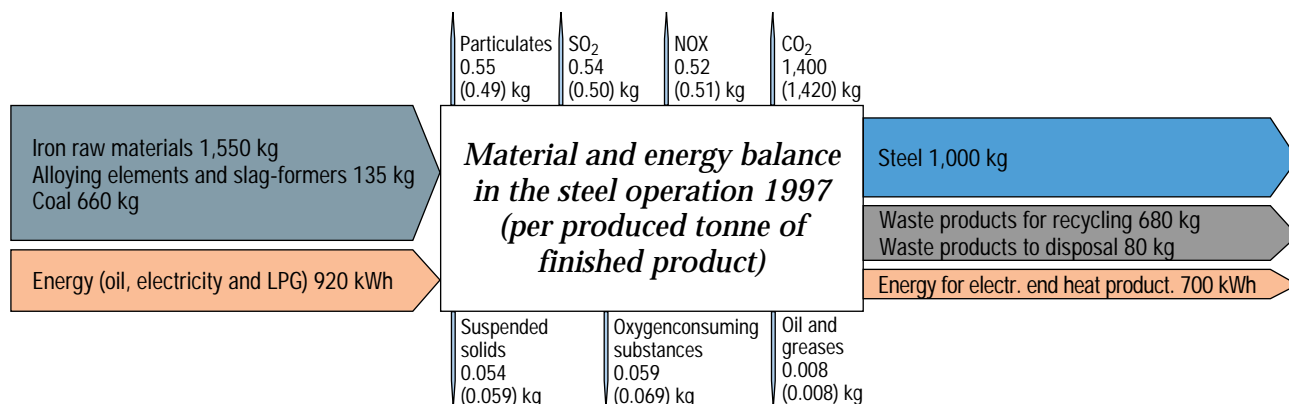 Particulates
0.55
(0.49) kg
SO2
0.54
(0.50) kg
NOX
0.52
(0.51) kg
CO2
1,400
(1,420) kg
Iron raw materials 1,550 kg
Alloying elements and slag-formers 135 kg
Coal 660 kg
Energy (oil, electricity and LPG) 920 kWh
Material and energy balance
in the steel operation 1997
(per produced tonne of
finished product)
Steel 1,000 kg
Waste products for recycling 680 kg
Waste products to disposal 80 kg
Energy for electr. end heat product. 700 kWh
Suspended
solids
0.054
(0.059) kg
Oxygenconsuming
substances
0.059
(0.069) kg
Oil and
greases
0.008
(0.008) kg